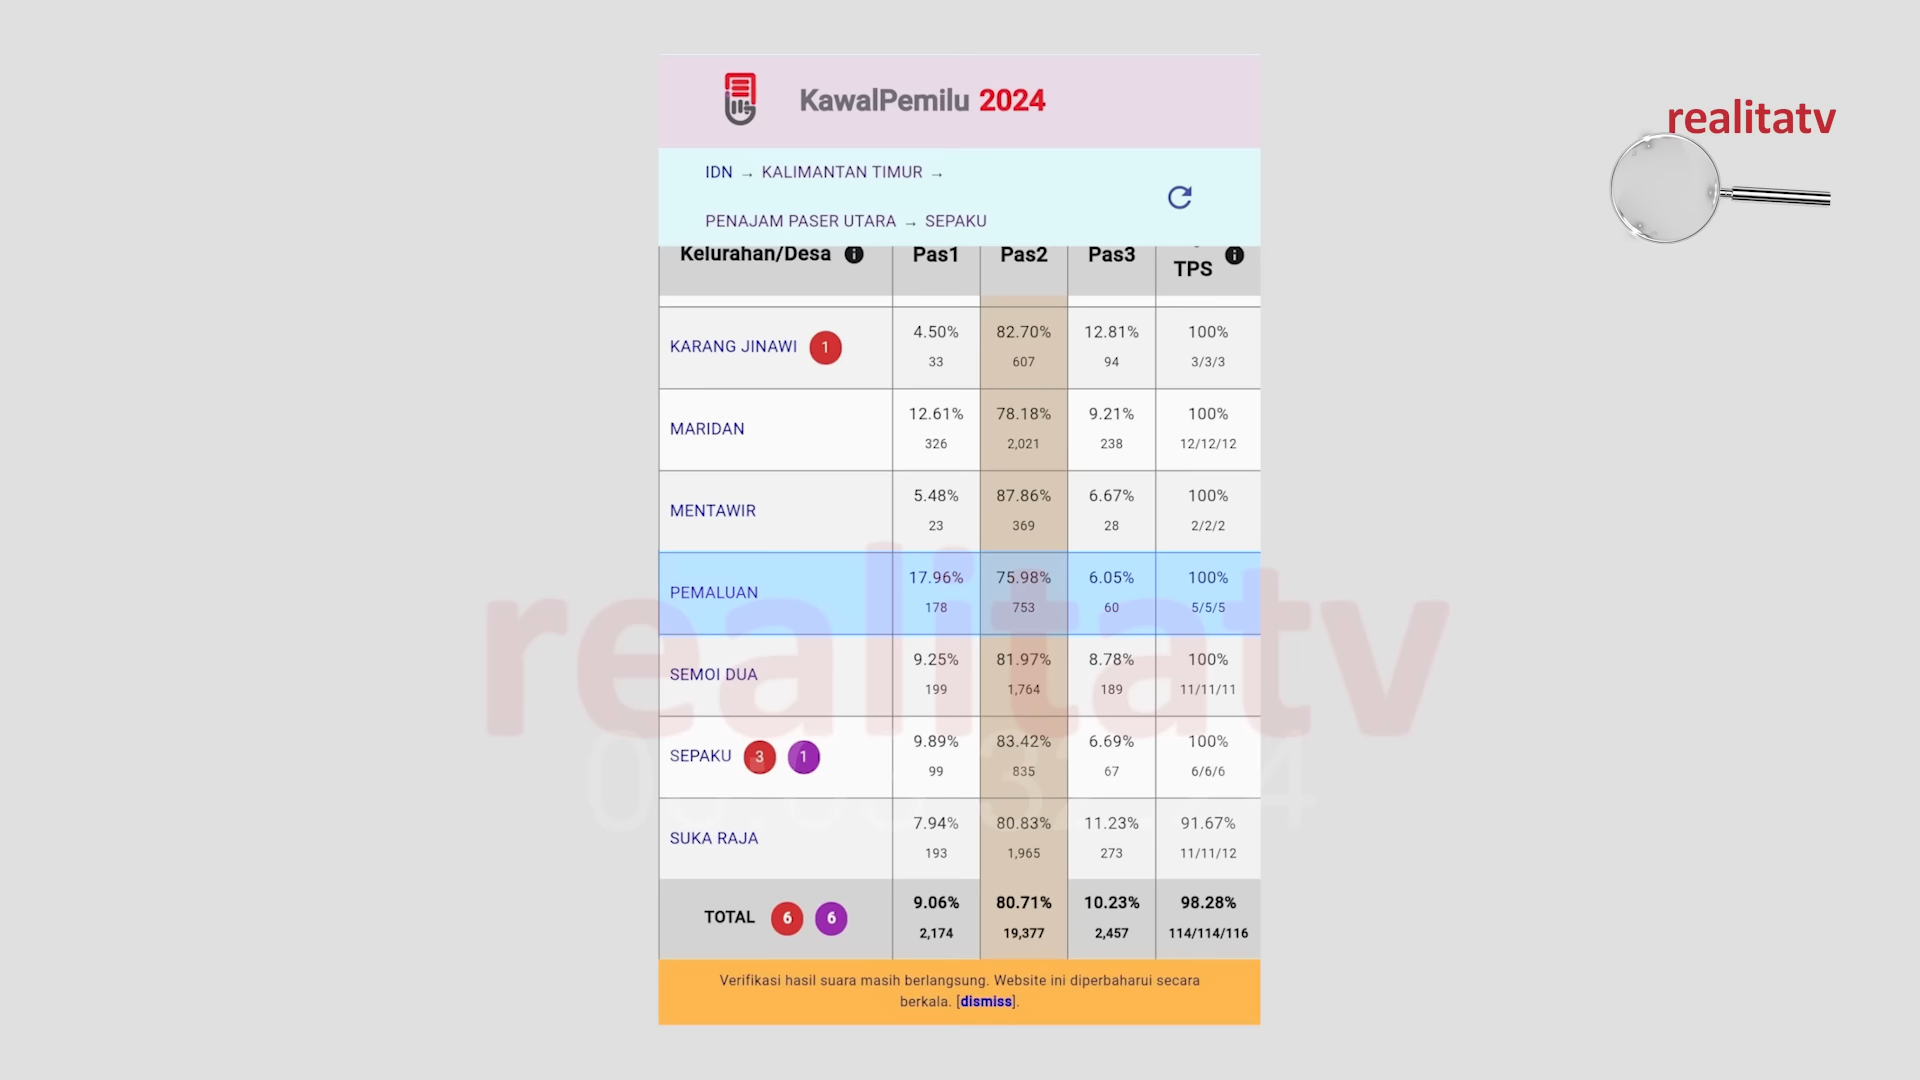 realitatv
KawalPemilu 2024
IDN → KALIMANTAN TIMUR →
PENAJAM PASER UTARA → SEPAKU
Kelurahan/Desa Pas1 Pas2 Pas3 TPS
KARANG JINAWI 1 4.50% 82.70% 12.81% 100%
33 607 94 3/3/3
MARIDAN 12.61% 78.18% 9.21% 100%
326 2,021 238 12/12/12
MENTAWIR 5.48% 87.86% 6.67% 100%
23 369 28 2/2/2
PEMALUAN 17.96% 75.98% 6.05% 100%
178 753 60 5/5/5
realitatv
SEMOI DUA 9.25% 81.97% 8.78% 100%
199 1,764 189 11/11/11
SEPAKU 3 1 9.89% 83.42% 6.69% 100%
99 835 67 6/6/6
SUKA RAJA 7.94% 80.83% 11.23% 91.67%
193 1,965 273 11/11/12
TOTAL 6 6 9.06% 80.71% 10.23% 98.28%
2,174 19,377 2,457 114/114/116
Verifikasi hasil suara masih berlangsung. Website ini diperbaharui secara
berkala. [dismiss].